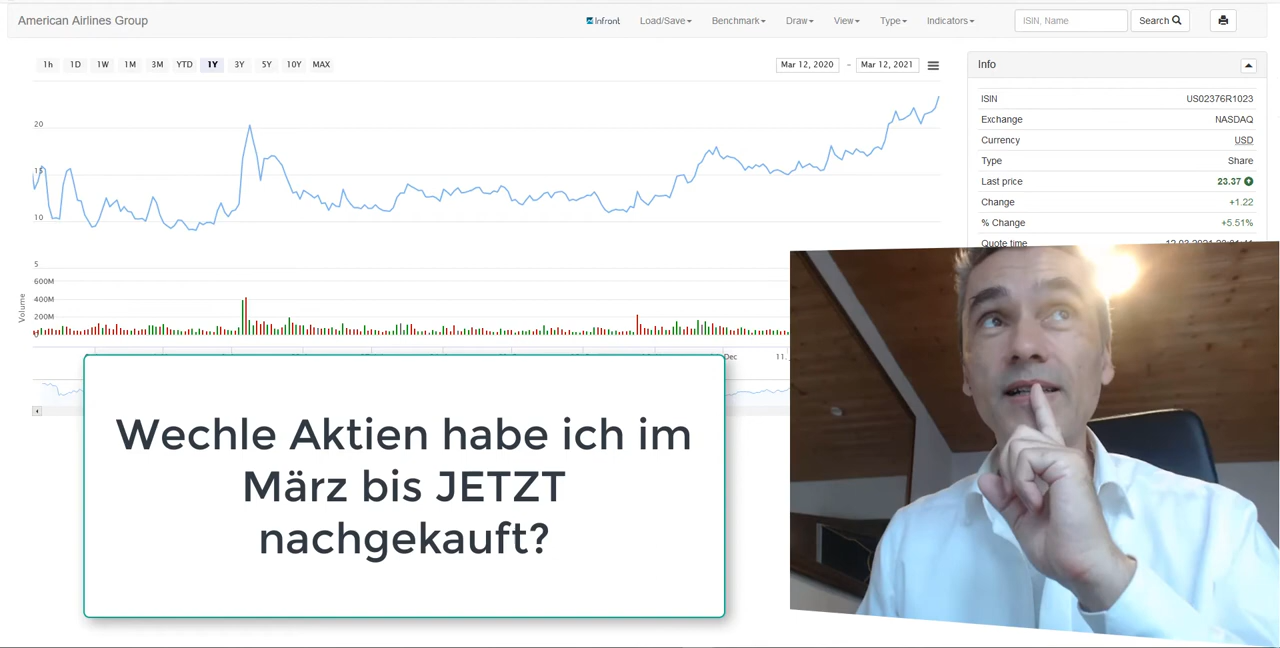 American Airlines Group
Infront
Load/Save
Benchmark
Draw
View
Type
Indicators
ISIN, Name
Search
1h 1D 1W 1M 3M YTD 1Y 3Y 5Y 10Y MAX
Mar 12, 2020 – Mar 12, 2021
Info
ISIN US02376R1023
Exchange NASDAQ
Currency USD
Type Share
Last price 23.37
Change +1.22
% Change +5.51%
Quote time
20
15
10
5
600M
400M
200M
Volume
Dec
11.
Wechle Aktien habe ich im
März bis JETZT
nachgekauft?